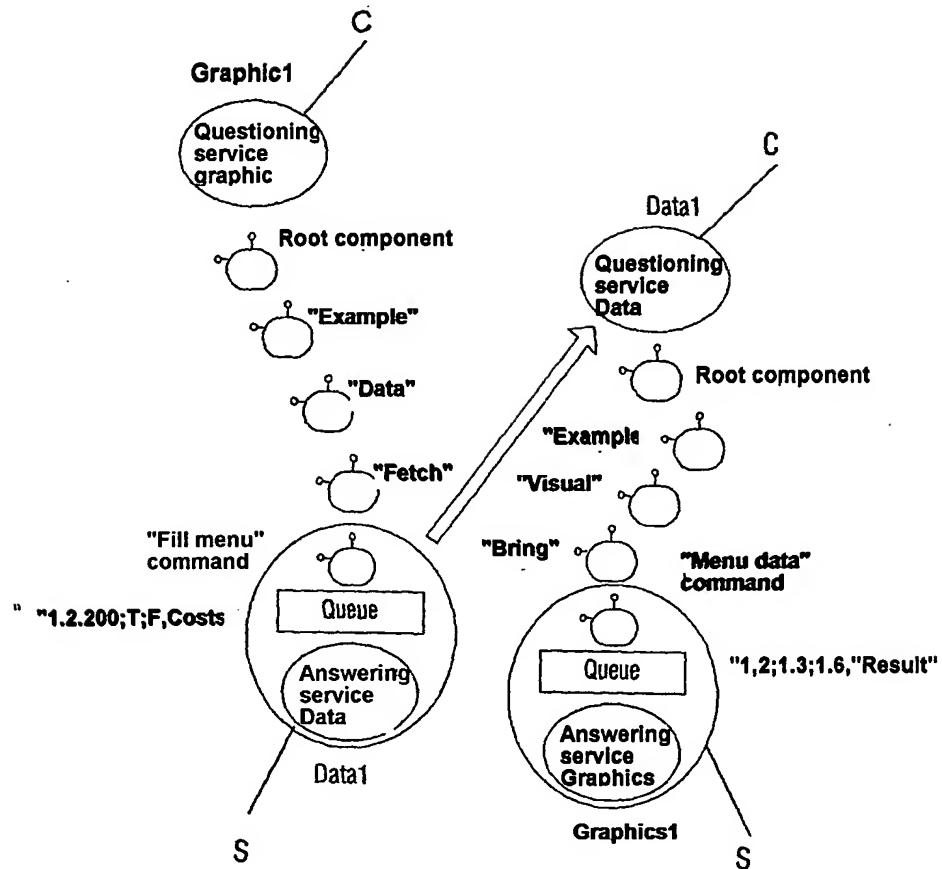 C
Graphic1
Questioning
service
graphic
Root component
"Example"
"Data"
"Fetch"
"Fill menu"
command
Queue
" "1.2.200;T;F,Costs
Answering
service
Data
Data1
S
C
Data1
Questioning
service
Data
Root component
"Example
"Visual"
"Bring"
"Menu data"
command
Queue
"1,2;1.3;1.6,"Result"
Answering
service
Graphics
Graphics1
S